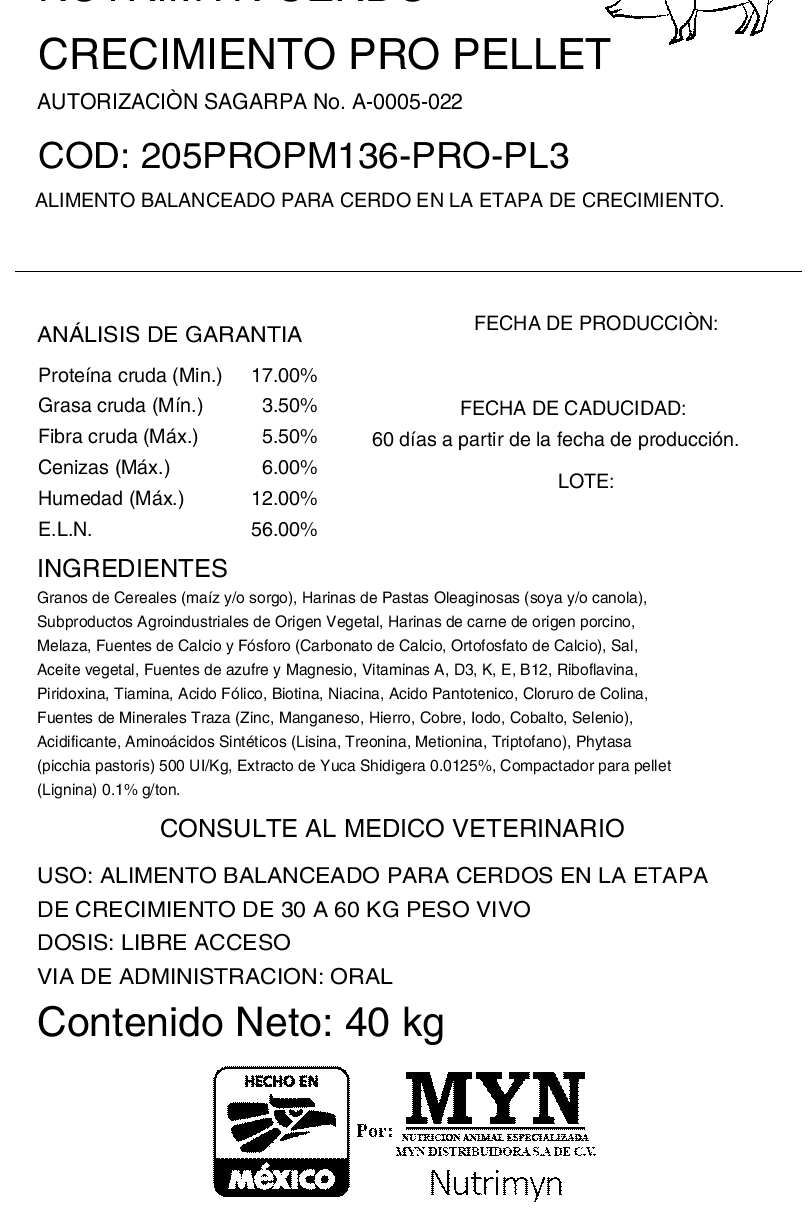 CRECIMIENTO PRO PELLET
AUTORIZACIÒN SAGARPA No. A-0005-022
COD: 205PROPM136-PRO-PL3
ALIMENTO BALANCEADO PARA CERDO EN LA ETAPA DE CRECIMIENTO.
ANÁLISIS DE GARANTIA
Proteína cruda (Min.) 17.00%
Grasa cruda (Mín.) 3.50%
Fibra cruda (Máx.) 5.50%
Cenizas (Máx.) 6.00%
Humedad (Máx.) 12.00%
E.L.N. 56.00%
FECHA DE PRODUCCIÒN:
FECHA DE CADUCIDAD:
60 días a partir de la fecha de producción.
LOTE:
INGREDIENTES
Granos de Cereales (maíz y/o sorgo), Harinas de Pastas Oleaginosas (soya y/o canola),
Subproductos Agroindustriales de Origen Vegetal, Harinas de carne de origen porcino,
Melaza, Fuentes de Calcio y Fósforo (Carbonato de Calcio, Ortofosfato de Calcio), Sal,
Aceite vegetal, Fuentes de azufre y Magnesio, Vitaminas A, D3, K, E, B12, Riboflavina,
Piridoxina, Tiamina, Acido Fólico, Biotina, Niacina, Acido Pantotenico, Cloruro de Colina,
Fuentes de Minerales Traza (Zinc, Manganeso, Hierro, Cobre, Iodo, Cobalto, Selenio),
Acidificante, Aminoácidos Sintéticos (Lisina, Treonina, Metionina, Triptofano), Phytasa
(picchia pastoris) 500 UI/Kg, Extracto de Yuca Shidigera 0.0125%, Compactador para pellet
(Lignina) 0.1% g/ton.
CONSULTE AL MEDICO VETERINARIO
USO: ALIMENTO BALANCEADO PARA CERDOS EN LA ETAPA
DE CRECIMIENTO DE 30 A 60 KG PESO VIVO
DOSIS: LIBRE ACCESO
VIA DE ADMINISTRACION: ORAL
Contenido Neto: 40 kg
HECHO EN
MéXICO
Por:
MYN
NUTRICION ANIMAL ESPECIALIZADA
MYN DISTRIBUIDORA S.A DE C.V.
Nutrimyn